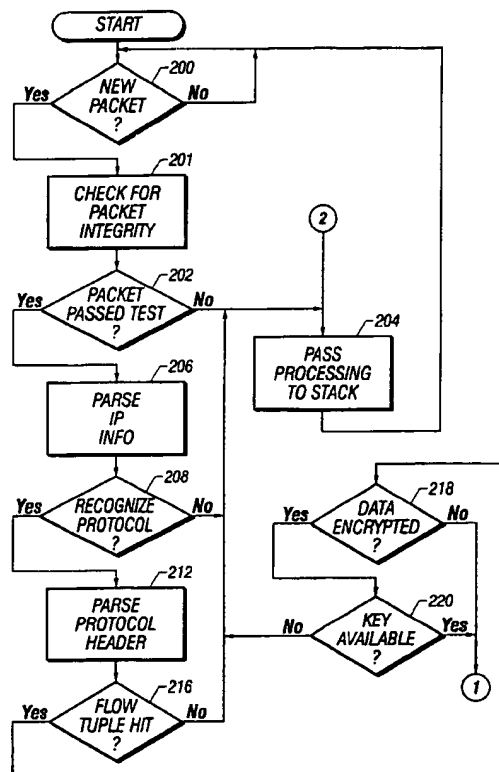 START
200
NEW
PACKET
?
Yes
No
201
CHECK FOR
PACKET
INTEGRITY
202
PACKET
PASSED TEST
?
Yes
No
2
204
PASS
PROCESSING
TO STACK
206
PARSE
IP
INFO
208
RECOGNIZE
PROTOCOL
?
Yes
No
212
PARSE
PROTOCOL
HEADER
216
FLOW
TUPLE HIT
?
Yes
No
218
DATA
ENCRYPTED
?
Yes
No
220
KEY
AVAILABLE
?
No
Yes
1